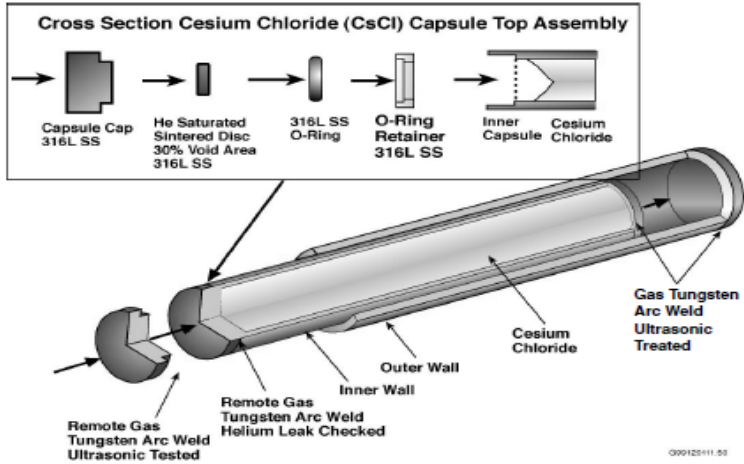 Cross Section Cesium Chloride (CsCl) Capsule Top Assembly
Capsule Cap
316L SS
He Saturated
Sintered Disc
30% Void Area
316L SS
316L SS
O-Ring
O-Ring
Retainer
316L SS
Inner
Capsule
Cesium
Chloride
Gas Tungsten
Arc Weld
Ultrasonic
Treated
Cesium
Chloride
Outer Wall
Inner Wall
Remote Gas
Tungsten Arc Weld
Helium Leak Checked
Remote Gas
Tungsten Arc Weld
Ultrasonic Tested